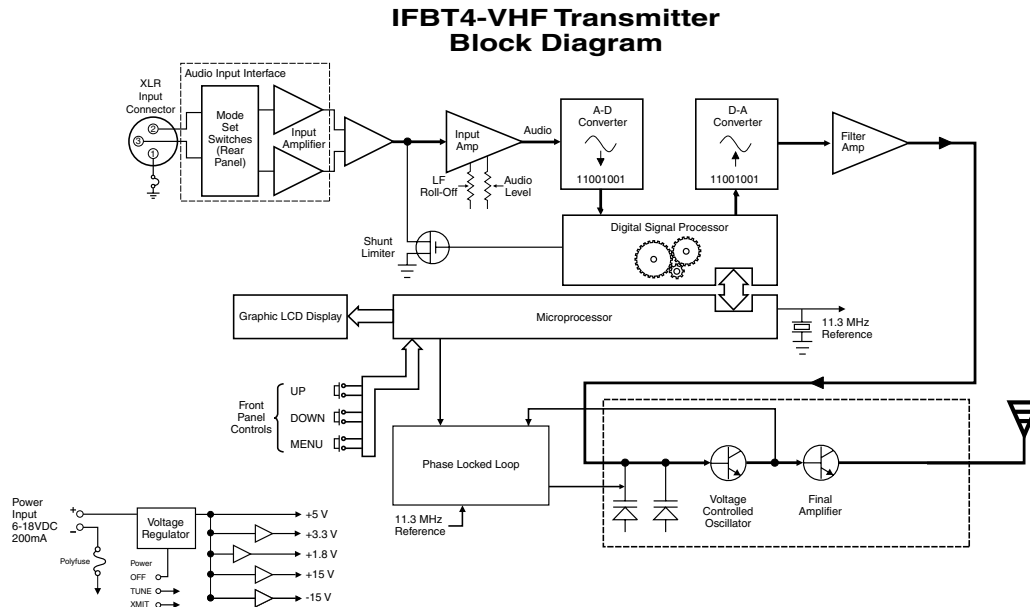 IFBT4-VHF Transmitter
Block Diagram
XLR
Input
Connector
Audio Input Interface
2
3
1
Mode
Set
Switches
(Rear
Panel)
Input
Amplifier
Input
Amp
LF
Roll-Off
Audio
Level
Audio
A-D
Converter
11001001
D-A
Converter
11001001
Filter
Amp
Shunt
Limiter
Digital Signal Processor
Graphic LCD Display
Microprocessor
11.3 MHz
Reference
Front
Panel
Controls
UP
DOWN
MENU
Phase Locked Loop
11.3 MHz
Reference
Voltage
Controlled
Oscillator
Final
Amplifier
Power
Input
6-18VDC
200mA
+
–
Polyfuse
Voltage
Regulator
Power
OFF
TUNE
XMIT
+5 V
+3.3 V
+1.8 V
+15 V
-15 V